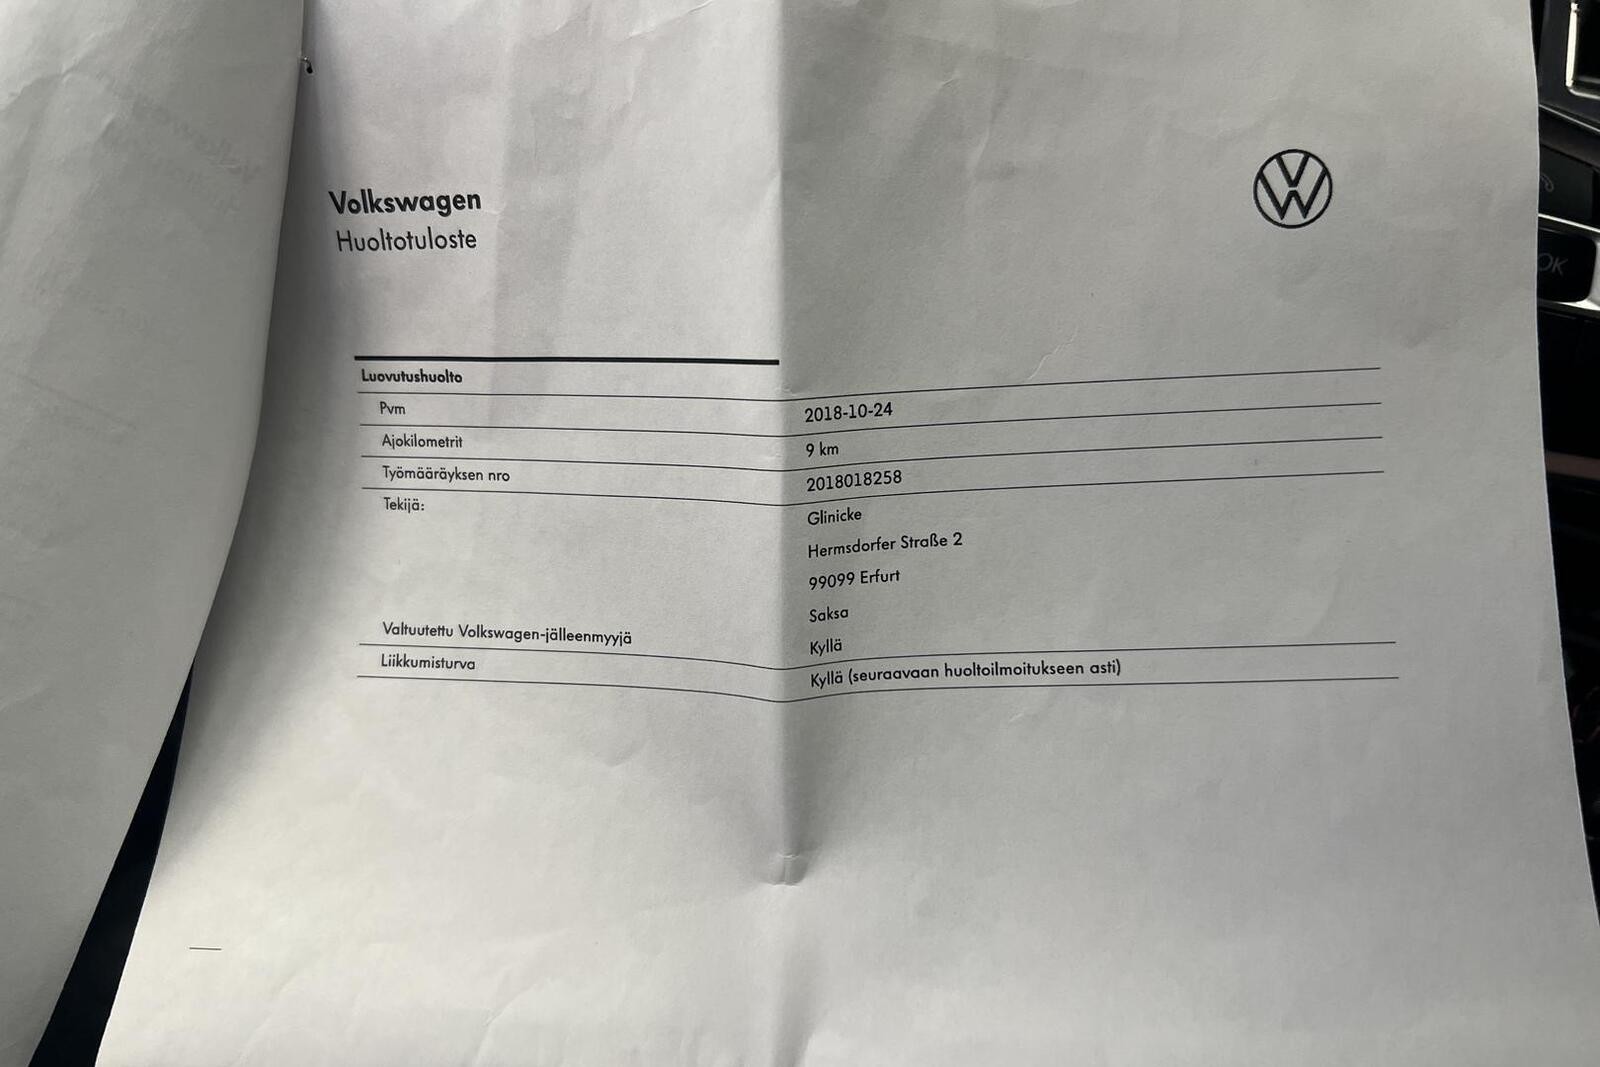 Volkswagen
Huoltotuloste
Luovutushuolto
Pvm 2018-10-24
Ajokilometrit 9 km
Työmääräyksen nro 2018018258
Tekijä: Glinicke
Hermsdorfer Straße 2
99099 Erfurt
Saksa
Valtuutettu Volkswagen-jälleenmyyjä Kyllä
Liikkumisturva Kyllä (seuraavaan huoltoilmoitukseen asti)
OK